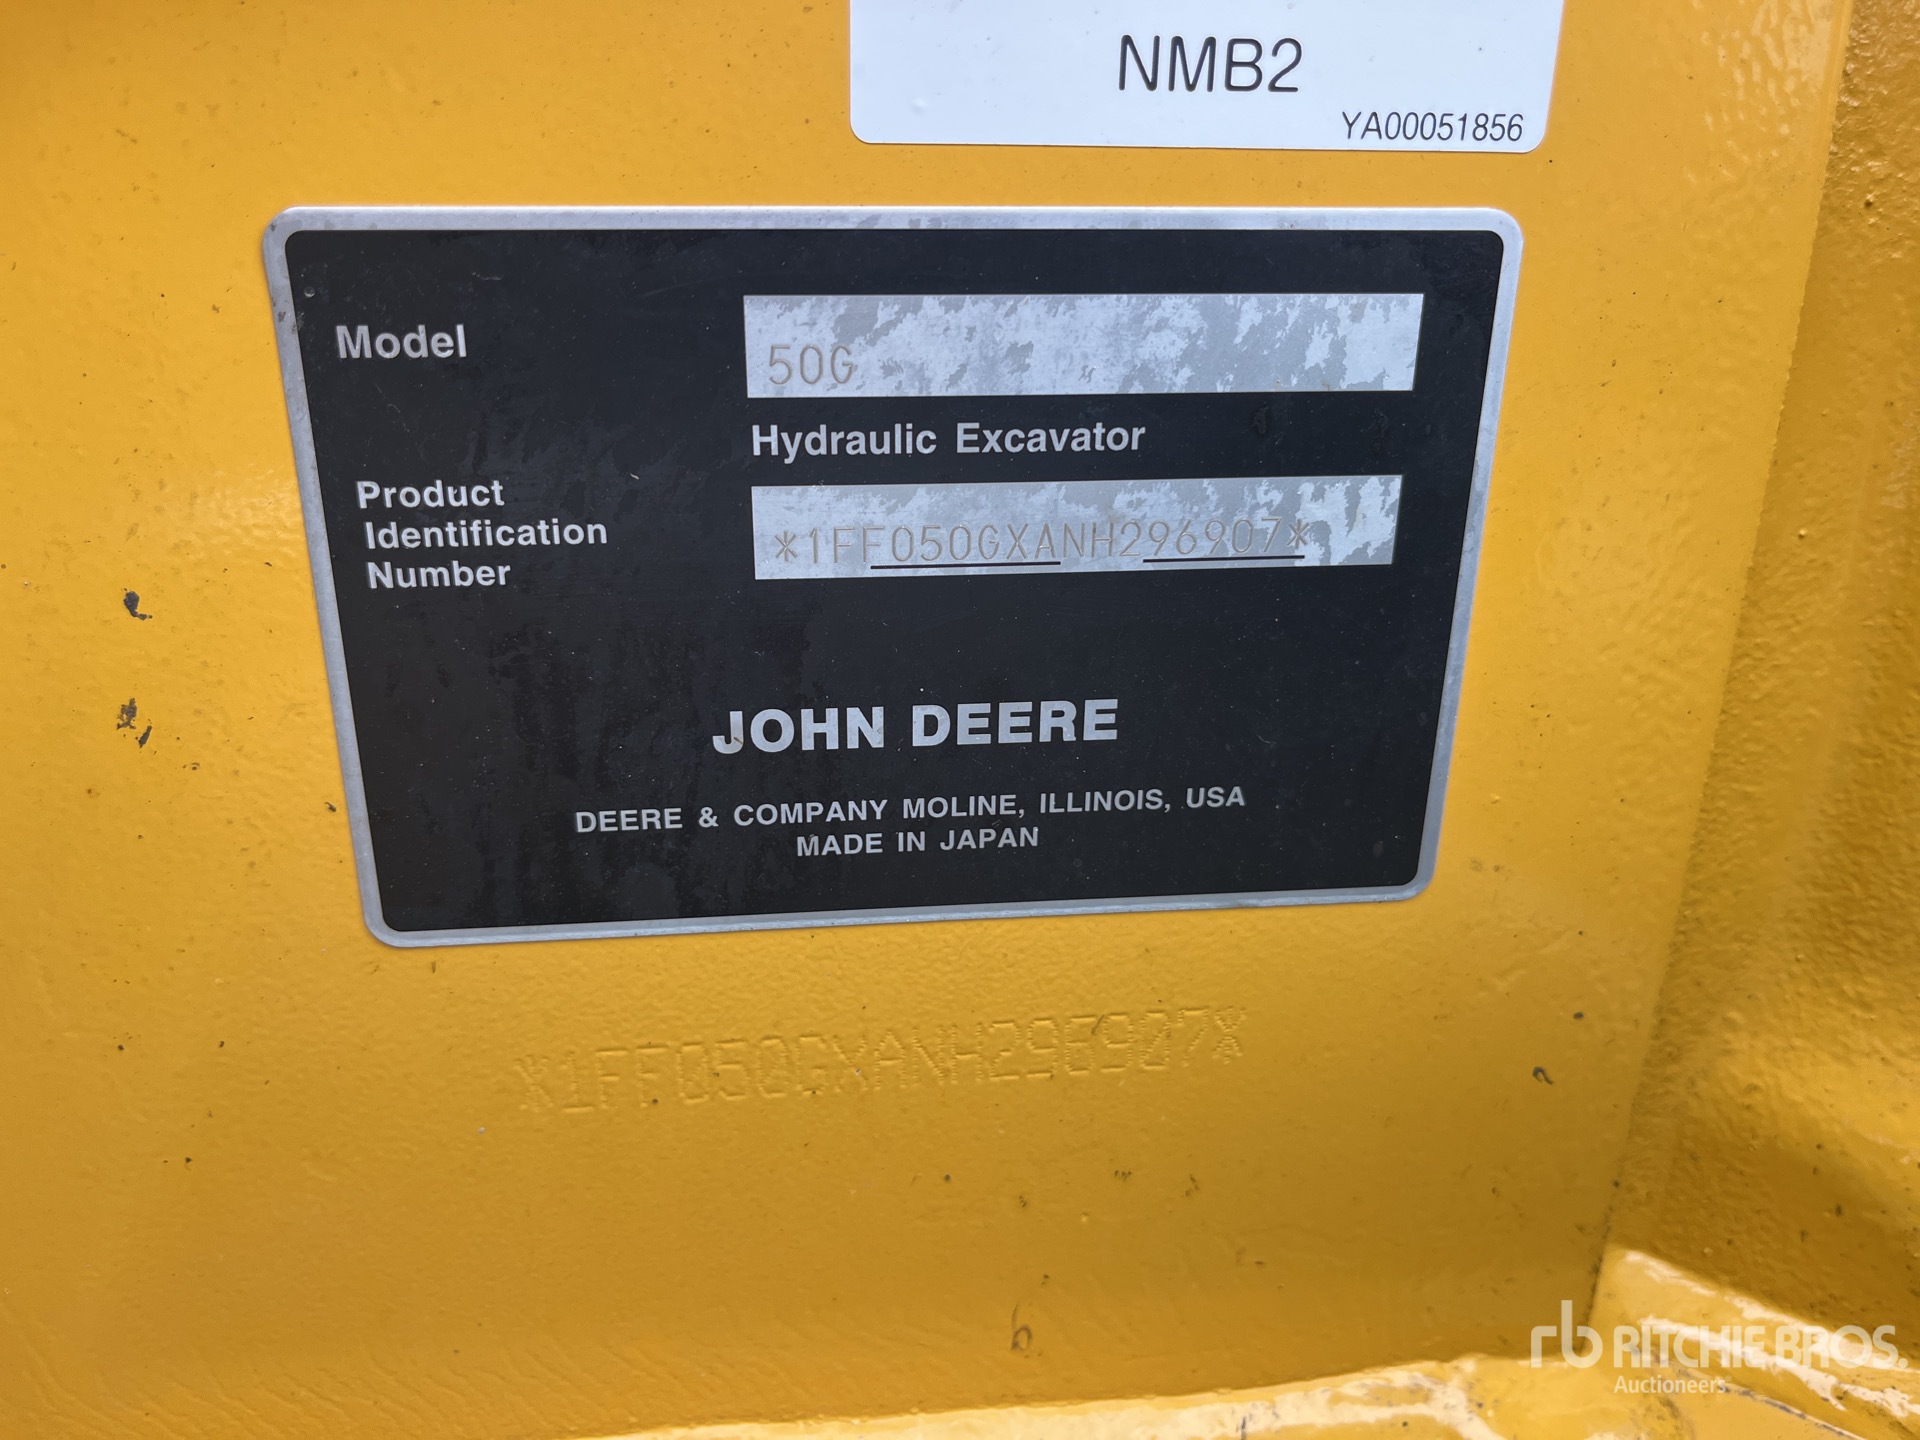 NMB2
YA00051856
Model
50G
Hydraulic Excavator
Product
Identification
Number
*1FF050GXANH296907*
JOHN DEERE
DEERE & COMPANY MOLINE, ILLINOIS, USA
MADE IN JAPAN
*1FF050GXANH296907*
rb RITCHIE BROS.
Auctioneers